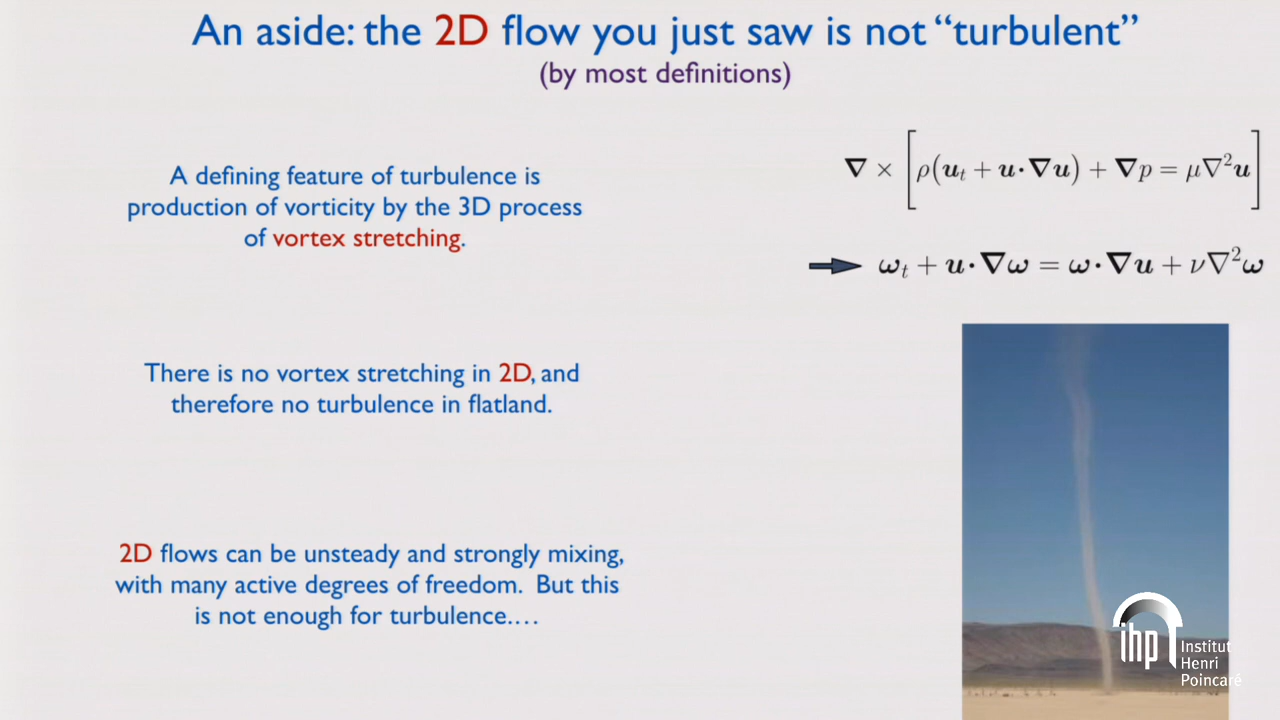 An aside: the 2D flow you just saw is not “turbulent”
(by most definitions)
A defining feature of turbulence is
production of vorticity by the 3D process
of vortex stretching.
∇ × [ρ(u_t + u·∇u) + ∇p = μ∇²u]
ω_t + u·∇ω = ω·∇u + ν∇²ω
There is no vortex stretching in 2D, and
therefore no turbulence in flatland.
2D flows can be unsteady and strongly mixing,
with many active degrees of freedom. But this
is not enough for turbulence....
ihp
Institut
Henri
Poincaré